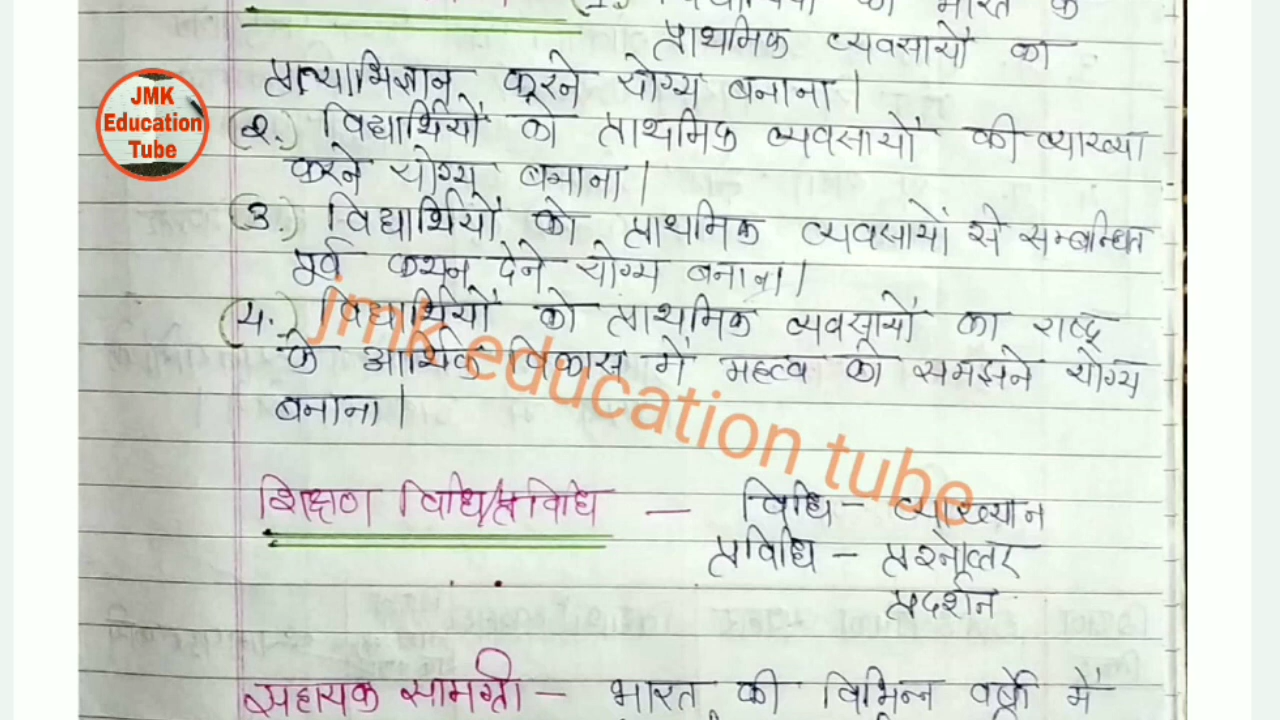 (1.) विद्यार्थियों को भारत के
प्राथमिक व्यवसायों का
प्रत्याभिज्ञान करने योग्य बनाना।
JMK
Education
Tube
(2.) विद्यार्थियों को प्राथमिक व्यवसायों की व्याख्या
करने योग्य बनाना।
(3.) विद्यार्थियों को प्राथमिक व्यवसायों से सम्बन्धित
पूर्व कथन देने योग्य बनाना।
(4.) विद्यार्थियों को प्राथमिक व्यवसायों का राष्ट्र
के आर्थिक विकास में महत्व को समझने योग्य
बनाना।
jmk education tube
शिक्षण विधि/प्रविधि — विधि – व्याख्यान
प्रविधि – प्रश्नोत्तर
प्रदर्शन
सहायक सामग्री – भारत की विभिन्न वर्षों में